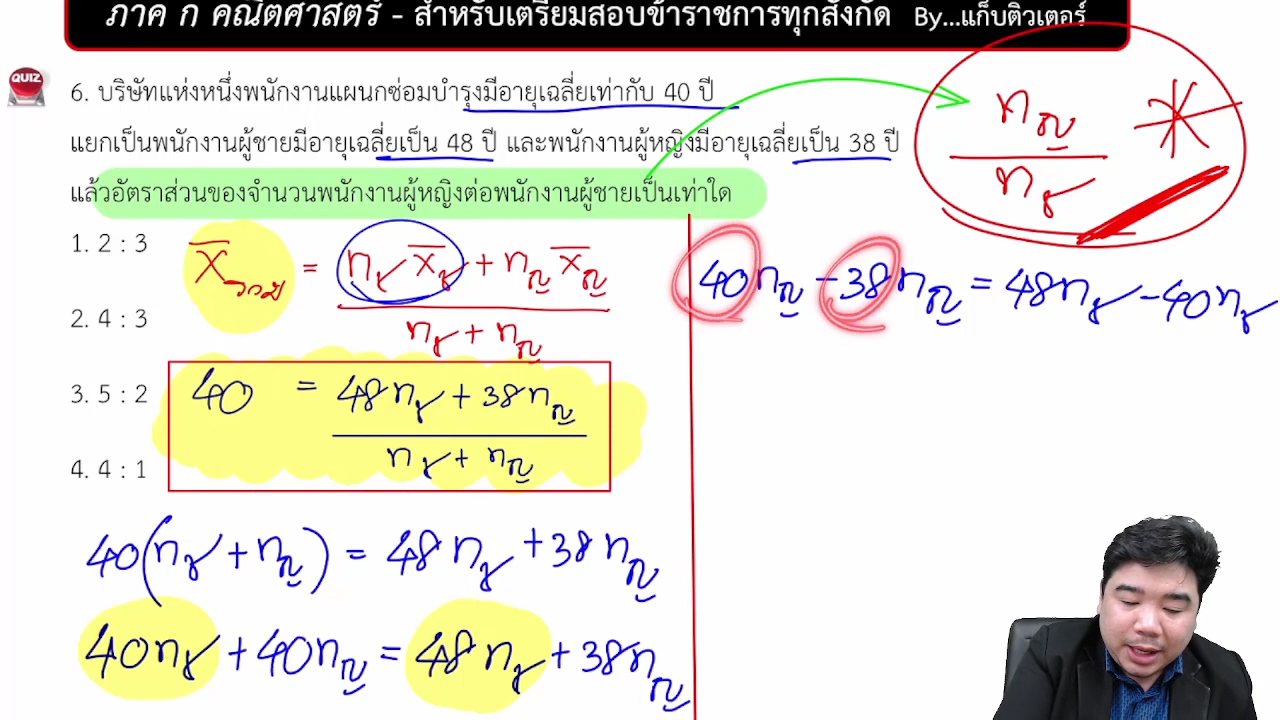 ภาค ก คณิตศาสตร์ - สำหรับเตรียมสอบข้าราชการทุกสังกัด By...แก็บติวเตอร์
QUIZ
6. บริษัทแห่งหนึ่งพนักงานแผนกซ่อมบำรุงมีอายุเฉลี่ยเท่ากับ 40 ปี
แยกเป็นพนักงานผู้ชายมีอายุเฉลี่ยเป็น 48 ปี และพนักงานผู้หญิงมีอายุเฉลี่ยเป็น 38 ปี
แล้วอัตราส่วนของจำนวนพนักงานผู้หญิงต่อพนักงานผู้ชายเป็นเท่าใด
nญ
nช
1. 2 : 3
2. 4 : 3
3. 5 : 2
4. 4 : 1
X̄รวม = nช X̄ช + nญ X̄ญ
nช + nญ
40 = 48nช + 38nญ
nช + nญ
40(nช + nญ) = 48nช + 38nญ
40nช + 40nญ = 48nช + 38nญ
40nญ - 38nญ = 48nช - 40nช